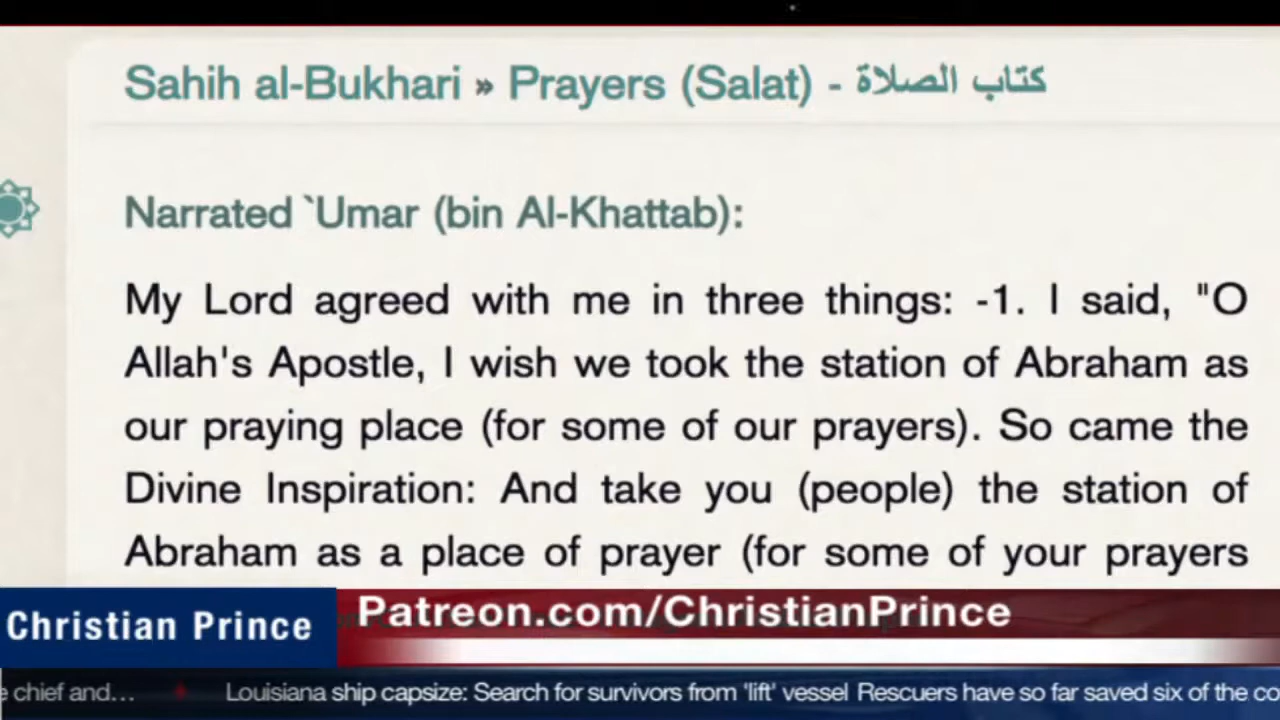 Sahih al-Bukhari » Prayers (Salat) - كتاب الصلاة
Narrated `Umar (bin Al-Khattab):
My Lord agreed with me in three things: -1. I said, "O
Allah's Apostle, I wish we took the station of Abraham as
our praying place (for some of our prayers). So came the
Divine Inspiration: And take you (people) the station of
Abraham as a place of prayer (for some of your prayers
Christian Prince
Patreon.com/ChristianPrince
e chief and... Louisiana ship capsize: Search for survivors from 'lift' vessel Rescuers have so far saved six of the co